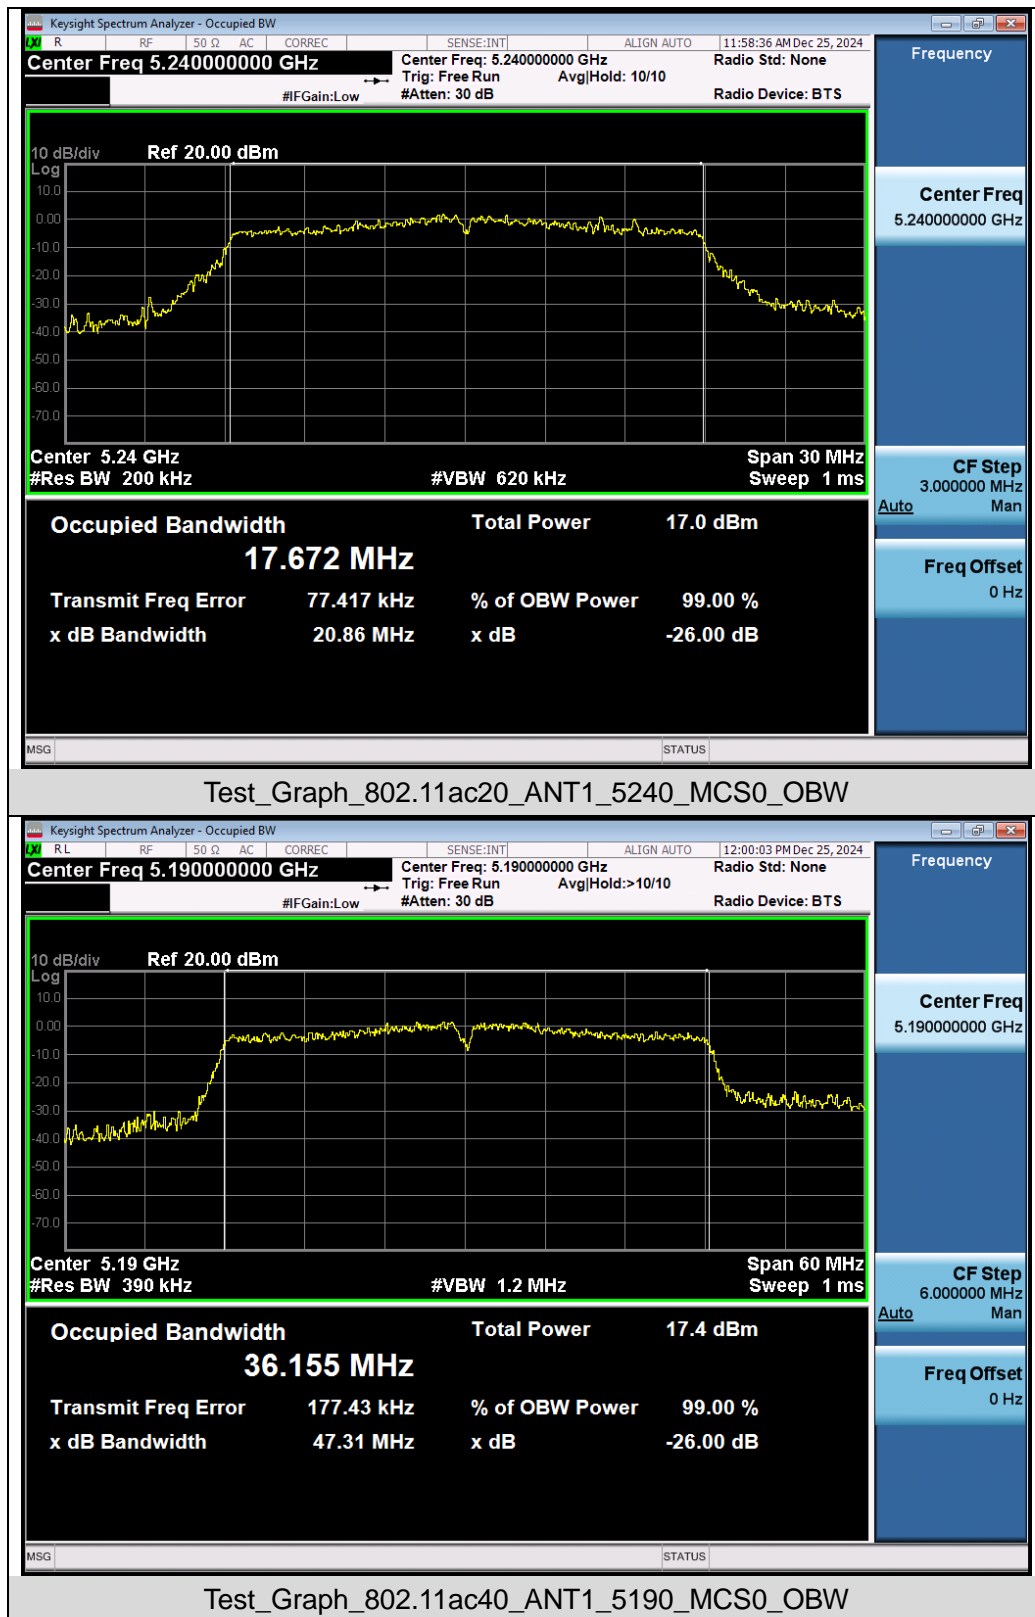 Keysight Spectrum Analyzer - Occupied BW
LXI R RF 50 Ω AC CORREC SENSE:INT ALIGN AUTO 11:58:36 AM Dec 25, 2024
Center Freq 5.240000000 GHz
Center Freq: 5.240000000 GHz
Radio Std: None
Trig: Free Run Avg|Hold: 10/10
#IFGain:Low
#Atten: 30 dB
Radio Device: BTS
Frequency
10 dB/div Ref 20.00 dBm
Log
10.0
0.00
-10.0
-20.0
-30.0
-40.0
-50.0
-60.0
-70.0
Center 5.24 GHz
Span 30 MHz
#Res BW 200 kHz
#VBW 620 kHz
Sweep 1 ms
Center Freq
5.240000000 GHz
CF Step
3.000000 MHz
Auto Man
Freq Offset
0 Hz
Occupied Bandwidth
Total Power 17.0 dBm
17.672 MHz
Transmit Freq Error 77.417 kHz
% of OBW Power 99.00 %
x dB Bandwidth 20.86 MHz
x dB -26.00 dB
MSG STATUS
Test_Graph_802.11ac20_ANT1_5240_MCS0_OBW
Keysight Spectrum Analyzer - Occupied BW
LXI RL RF 50 Ω AC CORREC SENSE:INT ALIGN AUTO 12:00:03 PM Dec 25, 2024
Center Freq 5.190000000 GHz
Center Freq: 5.190000000 GHz
Radio Std: None
Trig: Free Run Avg|Hold:>10/10
#IFGain:Low
#Atten: 30 dB
Radio Device: BTS
Frequency
10 dB/div Ref 20.00 dBm
Log
10.0
0.00
-10.0
-20.0
-30.0
-40.0
-50.0
-60.0
-70.0
Center 5.19 GHz
Span 60 MHz
#Res BW 390 kHz
#VBW 1.2 MHz
Sweep 1 ms
Center Freq
5.190000000 GHz
CF Step
6.000000 MHz
Auto Man
Freq Offset
0 Hz
Occupied Bandwidth
Total Power 17.4 dBm
36.155 MHz
Transmit Freq Error 177.43 kHz
% of OBW Power 99.00 %
x dB Bandwidth 47.31 MHz
x dB -26.00 dB
MSG STATUS
Test_Graph_802.11ac40_ANT1_5190_MCS0_OBW